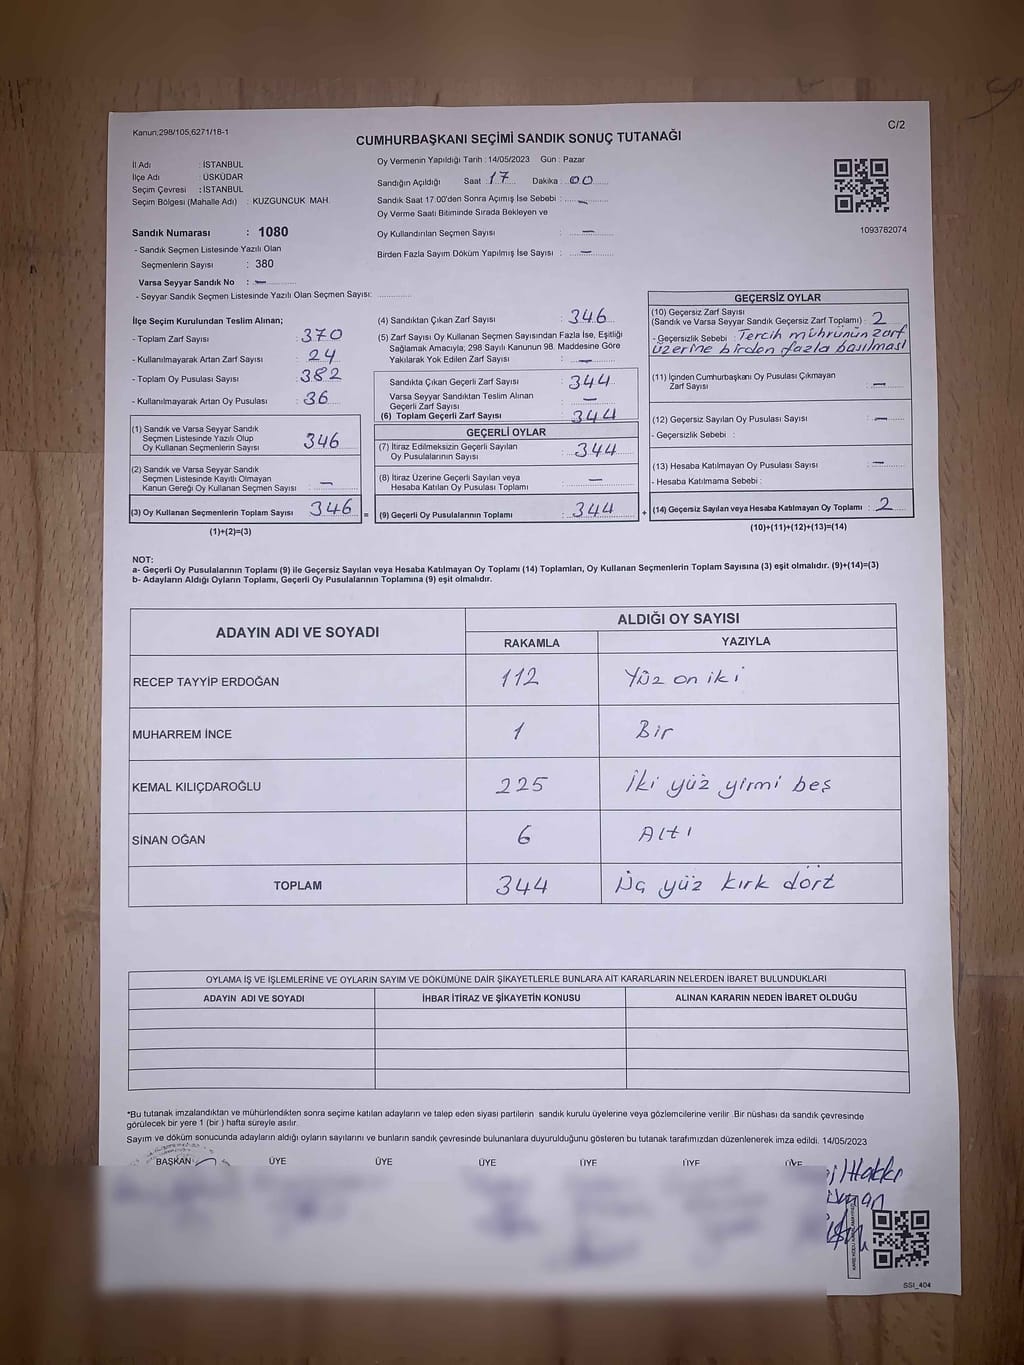 Kanun:298/105,6271/16-1
C/2
CUMHURBAŞKANI SEÇİMİ SANDIK SONUÇ TUTANAĞI
İl Adı : İSTANBUL
İlçe Adı : ÜSKÜDAR
Seçim Çevresi : İSTANBUL
Seçim Bölgesi (Mahalle Adı) : KUZGUNCUK MAH.
Oy Vermenin Yapıldığı Tarih : 14/05/2023 Gün : Pazar
Sandığın Açıldığı Saat : 17 Dakika : 00
Sandık Saat 17.00'den Sonra Açımış İse Sebebi : —
Oy Verme Saati Bitiminde Sırada Bekleyen ve
Oy Kullandırılan Seçmen Sayısı : —
Birden Fazla Sayım Döküm Yapılmış İse Sayısı : —
1093782074
Sandık Numarası : 1080
- Sandık Seçmen Listesinde Yazılı Olan
Seçmenlerin Sayısı : 380
Varsa Seyyar Sandık No : —
- Seyyar Sandık Seçmen Listesinde Yazılı Olan Seçmen Sayısı:
İlçe Seçim Kurulundan Teslim Alınan;
- Toplam Zarf Sayısı : 370
- Kullanılmayarak Artan Zarf Sayısı : 24
- Toplam Oy Pusulası Sayısı : 382
- Kullanılmayarak Artan Oy Pusulası : 36
(1) Sandık ve Varsa Seyyar Sandık
Seçmen Listesinde Yazılı Olup
Oy Kullanan Seçmenlerin Sayısı : 346
(2) Sandık ve Varsa Seyyar Sandık
Seçmen Listesinde Kayıtlı Olmayan
Kanun Gereği Oy Kullanan Seçmen Sayısı : —
(3) Oy Kullanan Seçmenlerin Toplam Sayısı : 346 =
(1)+(2)=(3)
(4) Sandıktan Çıkan Zarf Sayısı : 346
(5) Zarf Sayısı Oy Kullanan Seçmen Sayısından Fazla İse, Eşitliği
Sağlamak Amacıyla, 298 Sayılı Kanunun 98. Maddesine Göre
Yakılarak Yok Edilen Zarf Sayısı : —
Sandıkta Çıkan Geçerli Zarf Sayısı : 344
Varsa Seyyar Sandıktan Teslim Alınan
Geçerli Zarf Sayısı : —
(6) Toplam Geçerli Zarf Sayısı : 344
GEÇERLİ OYLAR
(7) İtiraz Edilmeksizin Geçerli Sayılan
Oy Pusulalarının Sayısı : 344
(8) İtiraz Üzerine Geçerli Sayılan veya
Hesaba Katılan Oy Pusulası Toplamı : —
(9) Geçerli Oy Pusulalarının Toplamı : 344 +
GEÇERSİZ OYLAR
(10) Geçersiz Zarf Sayısı
(Sandık ve Varsa Seyyar Sandık Geçersiz Zarf Toplamı) : 2
- Geçersizlik Sebebi : Tercih mührünün zarf
üzerine birden fazla basılması
(11) İçinden Cumhurbaşkanı Oy Pusulası Çıkmayan
Zarf Sayısı : —
(12) Geçersiz Sayılan Oy Pusulası Sayısı : —
- Geçersizlik Sebebi :
(13) Hesaba Katılmayan Oy Pusulası Sayısı : —
- Hesaba Katılmama Sebebi :
(14) Geçersiz Sayılan veya Hesaba Katılmayan Oy Toplamı : 2
(10)+(11)+(12)+(13)=(14)
NOT:
a- Geçerli Oy Pusulalarının Toplamı (9) ile Geçersiz Sayılan veya Hesaba Katılmayan Oy Toplamı (14) Toplamları, Oy Kullanan Seçmenlerin Toplam Sayısına (3) eşit olmalıdır. (9)+(14)=(3)
b- Adayların Aldığı Oyların Toplamı, Geçerli Oy Pusulalarının Toplamına (9) eşit olmalıdır.
ADAYIN ADI VE SOYADI
ALDIĞI OY SAYISI
RAKAMLA YAZIYLA
RECEP TAYYİP ERDOĞAN 112 Yüz on iki
MUHARREM İNCE 1 Bir
KEMAL KILIÇDAROĞLU 225 İki yüz yirmi beş
SİNAN OĞAN 6 Altı
TOPLAM 344 Üç yüz kırk dört
OYLAMA İŞ VE İŞLEMLERİNE VE OYLARIN SAYIM VE DÖKÜMÜNE DAİR ŞİKAYETLERLE BUNLARA AİT KARARLARIN NELERDEN İBARET BULUNDUKLARI
ADAYIN ADI VE SOYADI İHBAR İTİRAZ VE ŞİKAYETİN KONUSU ALINAN KARARIN NEDEN İBARET OLDUĞU
*Bu tutanak imzalandıktan ve mühürlendikten sonra seçime katılan adayların ve talep eden siyasi partilerin sandık kurulu üyelerine veya gözlemcilerine verilir. Bir nüshası da sandık çevresinde
görülecek bir yere 1 (bir) hafta süreyle asılır.
Sayım ve döküm sonucunda adayların aldığı oyların sayılarını ve bunların sandık çevresinde bulunanlara duyurulduğunu gösteren bu tutanak tarafımızdan düzenlenerek imza edildi. 14/05/2023
BAŞKAN ÜYE ÜYE ÜYE ÜYE ÜYE ÜYE
Hakkı
SSI_404